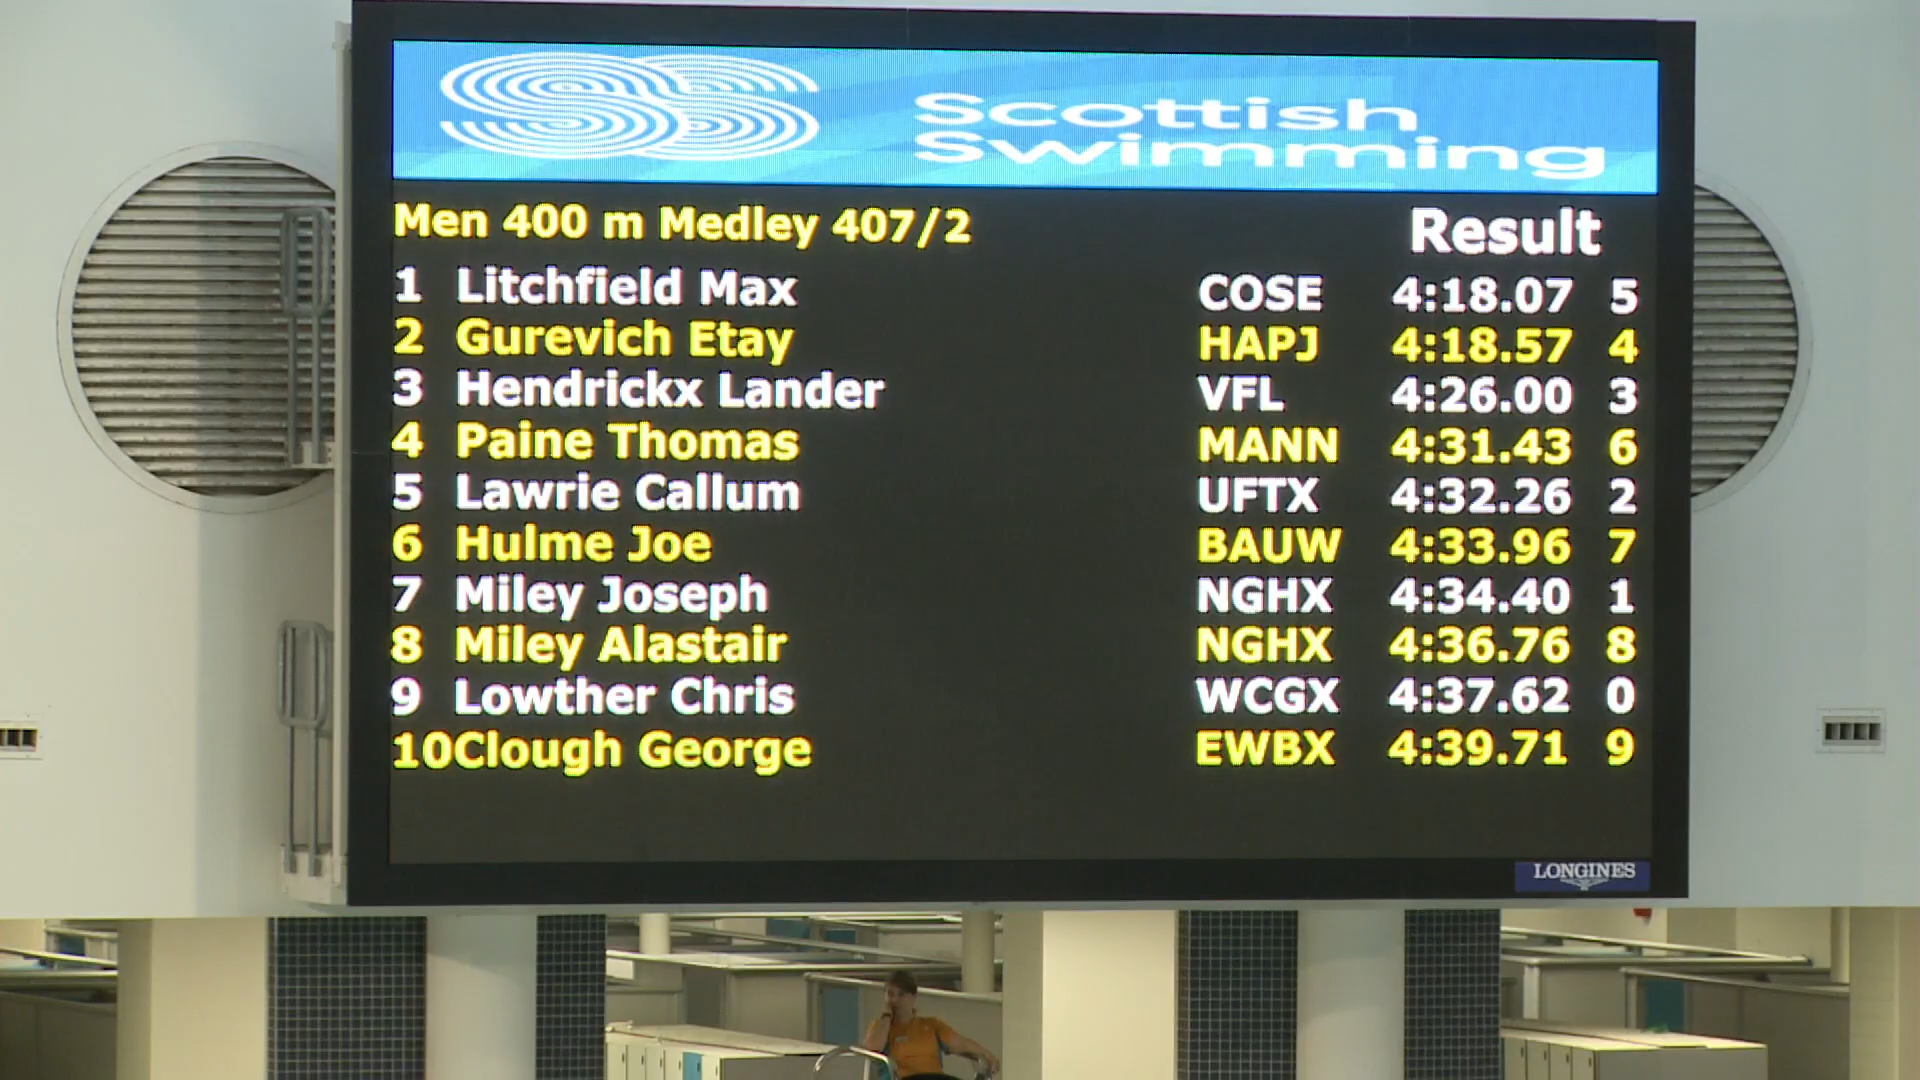 Scottish
Swimming
Men 400 m Medley 407/2 Result
1 Litchfield Max COSE 4:18.07 5
2 Gurevich Etay HAPJ 4:18.57 4
3 Hendrickx Lander VFL 4:26.00 3
4 Paine Thomas MANN 4:31.43 6
5 Lawrie Callum UFTX 4:32.26 2
6 Hulme Joe BAUW 4:33.96 7
7 Miley Joseph NGHX 4:34.40 1
8 Miley Alastair NGHX 4:36.76 8
9 Lowther Chris WCGX 4:37.62 0
10 Clough George EWBX 4:39.71 9
LONGINES